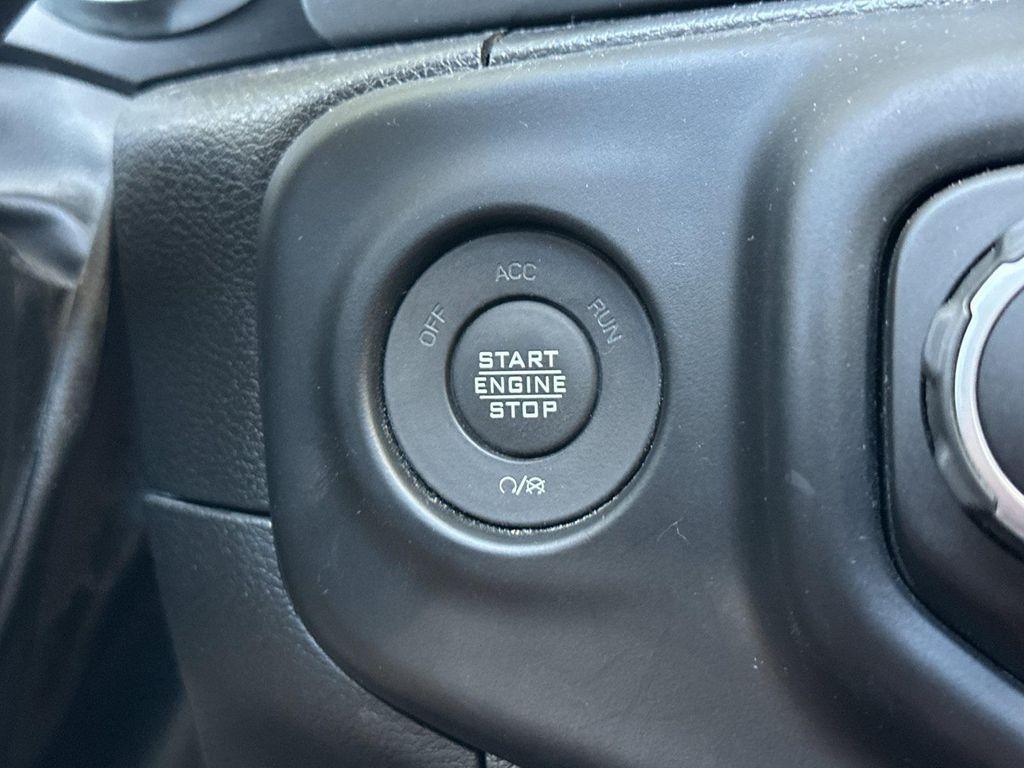 ACC
OFF
RUN
START
ENGINE
STOP